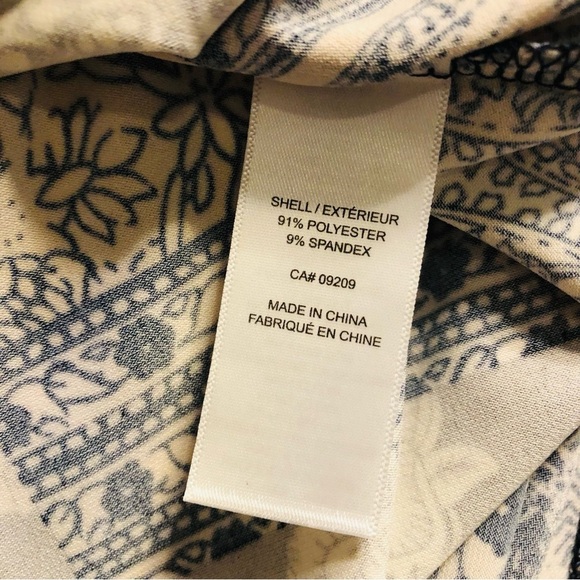 SHELL / EXTÉRIEUR
91% POLYESTER
9% SPANDEX
CA# 09209
MADE IN CHINA
FABRIQUÉ EN CHINE